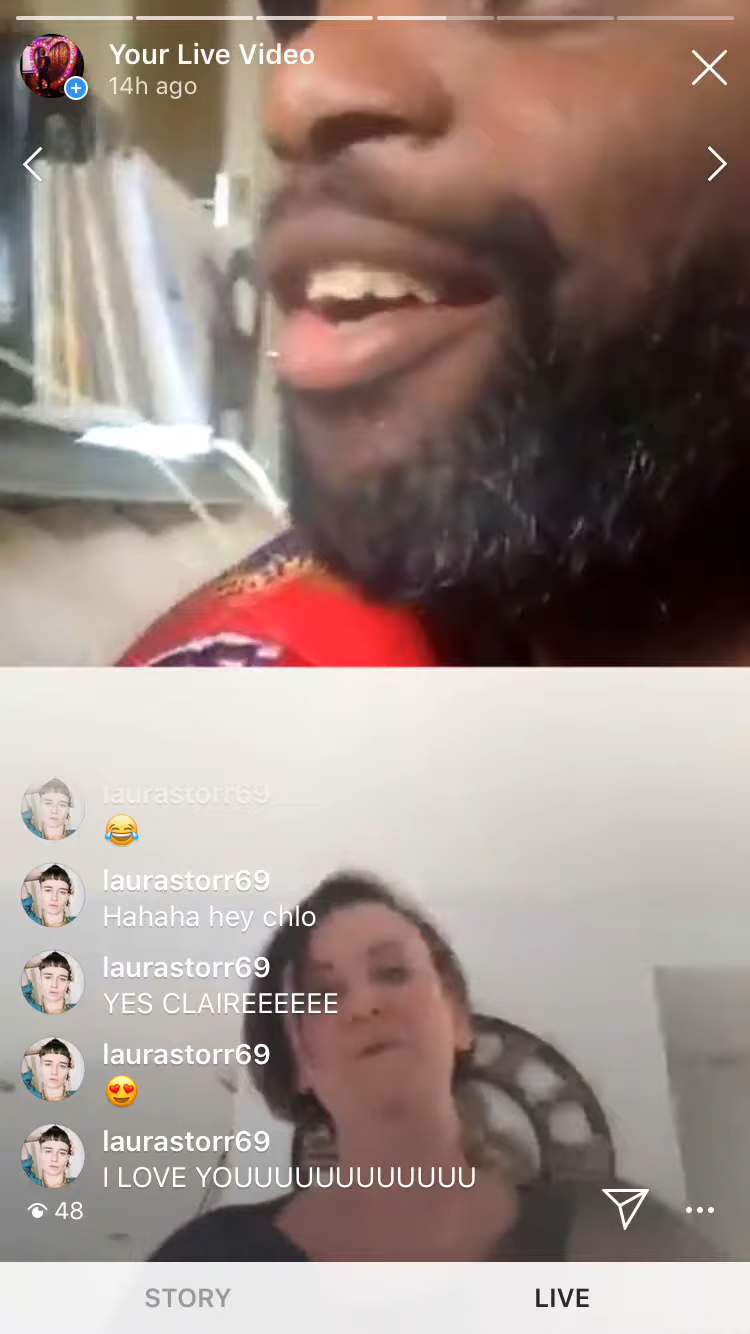 Your Live Video
14h ago
laurastorr69
😂
laurastorr69
Hahaha hey chlo
laurastorr69
YES CLAIREEEEEE
laurastorr69
😍
laurastorr69
I LOVE YOUUUUUUUUUUUUU
48
STORY
LIVE